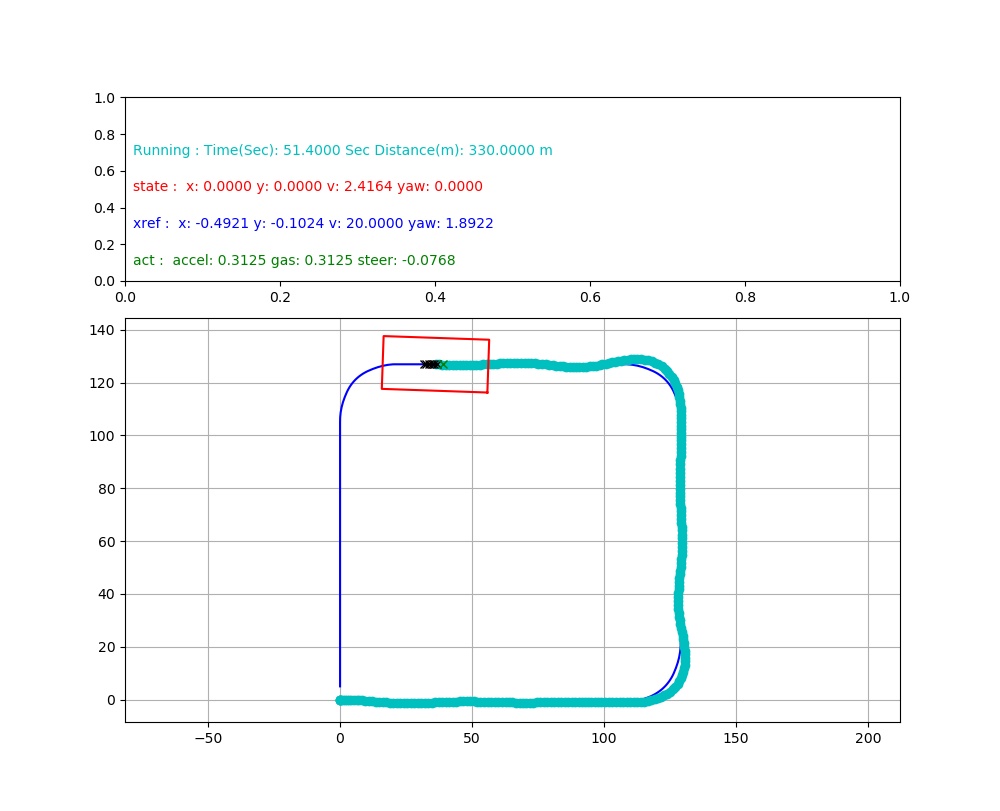 1.0
0.8
0.6
0.4
0.2
0.0
Running : Time(Sec): 51.4000 Sec Distance(m): 330.0000 m
state :  x: 0.0000 y: 0.0000 v: 2.4164 yaw: 0.0000
xref :  x: -0.4921 y: -0.1024 v: 20.0000 yaw: 1.8922
act :  accel: 0.3125 gas: 0.3125 steer: -0.0768
0.0 0.2 0.4 0.6 0.8 1.0
140
120
100
80
60
40
20
0
−50 0 50 100 150 200